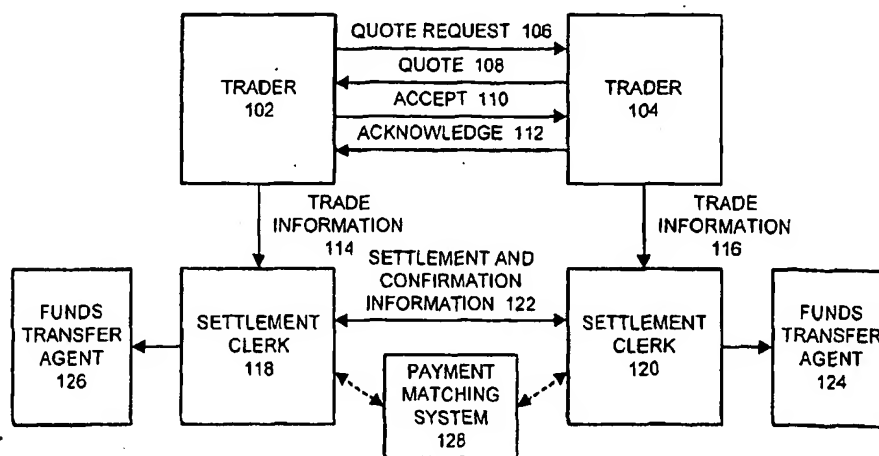 QUOTE REQUEST 106
QUOTE 108
ACCEPT 110
ACKNOWLEDGE 112
TRADER
102
TRADER
104
TRADE
INFORMATION
114
TRADE
INFORMATION
116
SETTLEMENT AND
CONFIRMATION
INFORMATION 122
FUNDS
TRANSFER
AGENT
126
SETTLEMENT
CLERK
118
PAYMENT
MATCHING
SYSTEM
128
SETTLEMENT
CLERK
120
FUNDS
TRANSFER
AGENT
124